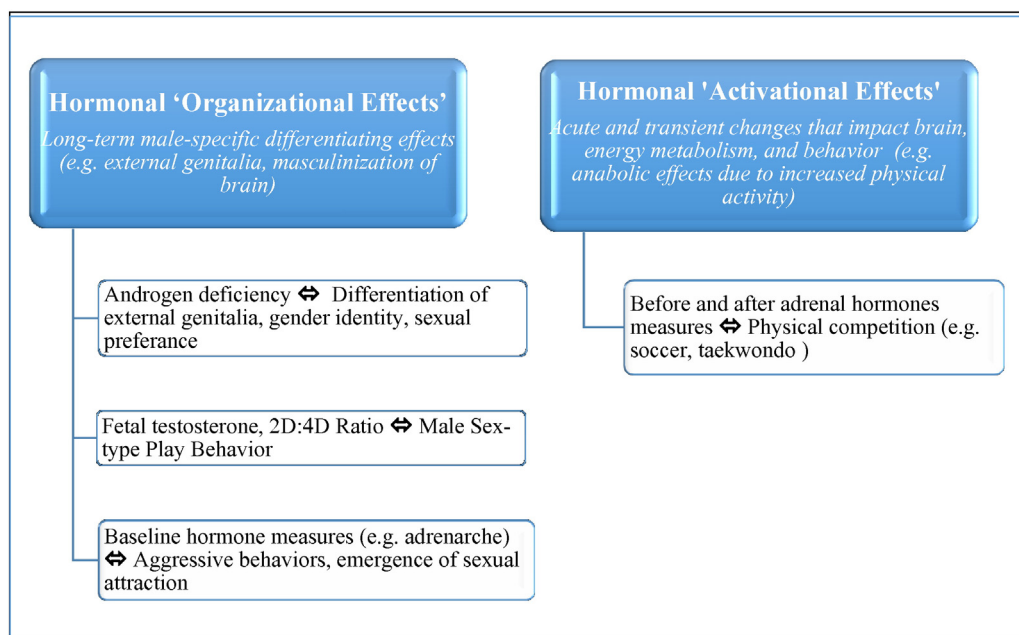 Hormonal ‘Organizational Effects’
Long-term male-specific differentiating effects
(e.g. external genitalia, masculinization of
brain)
Androgen deficiency ⇔ Differentiation of
external genitalia, gender identity, sexual
preferance
Fetal testosterone, 2D:4D Ratio ⇔ Male Sex-
type Play Behavior
Baseline hormone measures (e.g. adrenarche)
⇔ Aggressive behaviors, emergence of sexual
attraction
Hormonal 'Activational Effects'
Acute and transient changes that impact brain,
energy metabolism, and behavior (e.g.
anabolic effects due to increased physical
activity)
Before and after adrenal hormones
measures ⇔ Physical competition (e.g.
soccer, taekwondo )